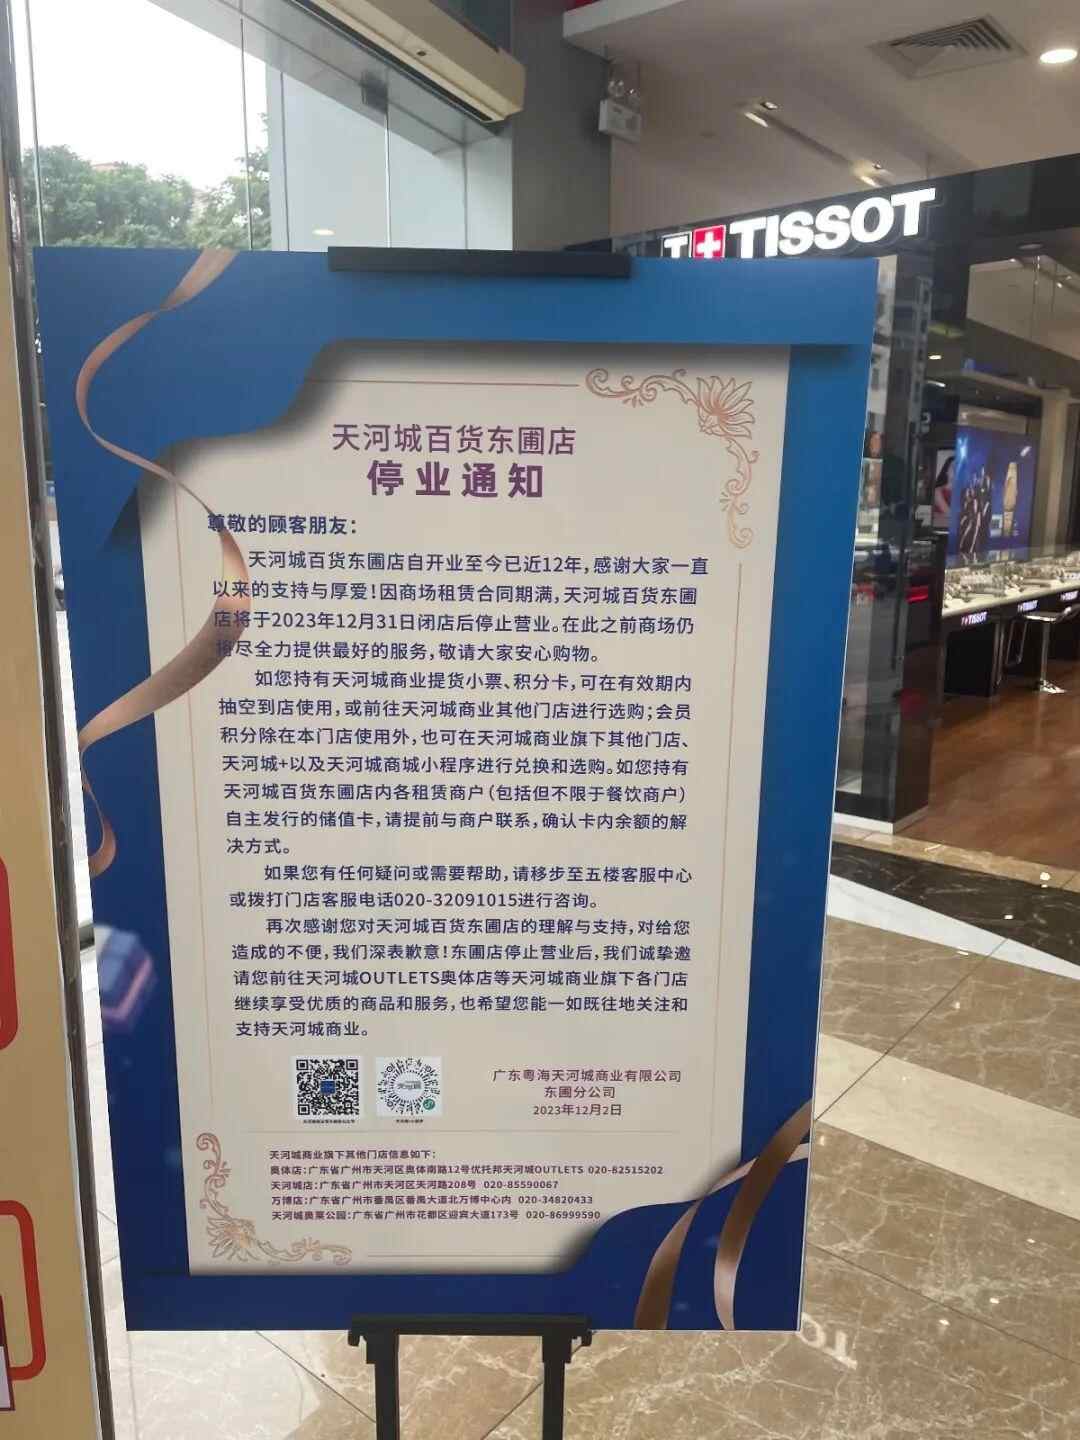 T+TISSOT
天河城百货东圃店
停业通知
尊敬的顾客朋友：
天河城百货东圃店自开业至今已近12年，感谢大家一直
以来的支持与厚爱！因商场租赁合同期满，天河城百货东圃
店将于2023年12月31日闭店后停止营业。在此之前商场仍
将尽全力提供最好的服务，敬请大家安心购物。
如您持有天河城商业提货小票、积分卡，可在有效期内
抽空到店使用，或前往天河城商业其他门店进行选购；会员
积分除在本门店使用外，也可在天河城商业旗下其他门店、
天河城+以及天河城商城小程序进行兑换和选购。如您持有
天河城百货东圃店内各租赁商户（包括但不限于餐饮商户）
自主发行的储值卡，请提前与商户联系，确认卡内余额的解
决方式。
如果您有任何疑问或需要帮助，请移步至五楼客服中心
或拨打门店客服电话020-32091015进行咨询。
再次感谢您对天河城百货东圃店的理解与支持，对给您
造成的不便，我们深表歉意！东圃店停止营业后，我们诚挚邀
请您前往天河城OUTLETS奥体店等天河城商业旗下各门店
继续享受优质的商品和服务，也希望您能一如既往地关注和
支持天河城商业。
广东粤海天河城商业有限公司
东圃分公司
2023年12月2日
天河城商业旗下其他门店信息如下：
奥体店：广东省广州市天河区奥体南路12号优托邦天河城OUTLETS 020-82515202
天河城店：广东省广州市天河区天河路208号 020-85590067
万博店：广东省广州市番禺区番禺大道北万博中心内 020-34820433
天河城奥莱公园：广东省广州市花都区迎宾大道173号 020-86999590
TISSOT
TISSOT